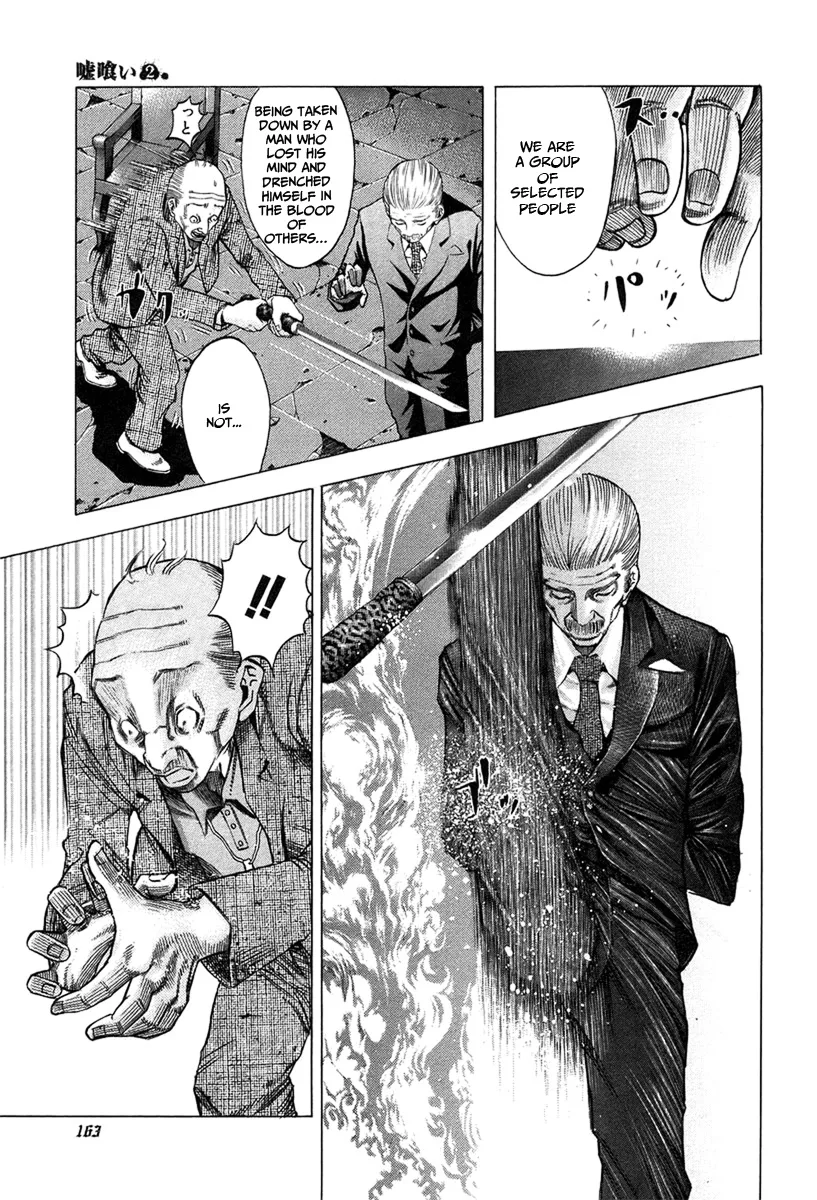 嘘喰い 2.
WE ARE
A GROUP
OF
SELECTED
PEOPLE
ス…
パッ
BEING TAKEN
DOWN BY A
MAN WHO
LOST HIS
MIND AND
DRENCHED
HIMSELF IN
THE BLOOD
OF
OTHERS...
っと
IS
NOT...
!!
163